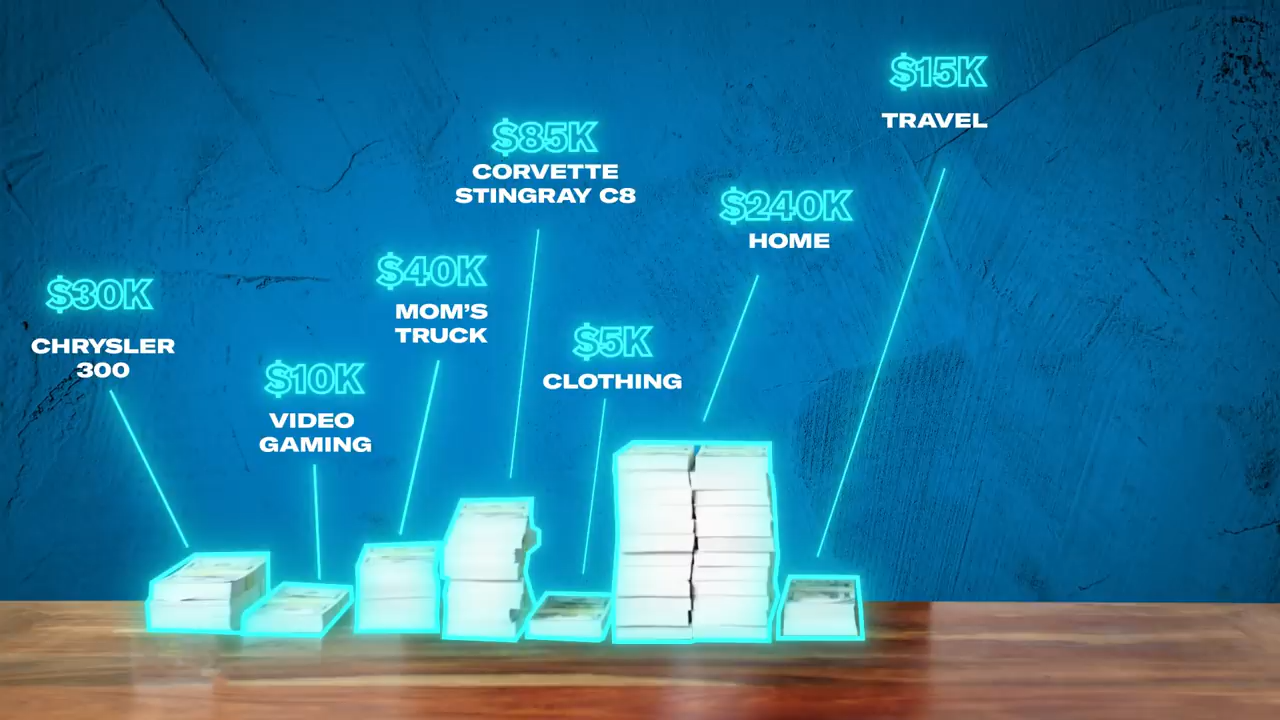 $30K
CHRYSLER
300
$10K
VIDEO
GAMING
$40K
MOM'S
TRUCK
$85K
CORVETTE
STINGRAY C8
$5K
CLOTHING
$240K
HOME
$15K
TRAVEL